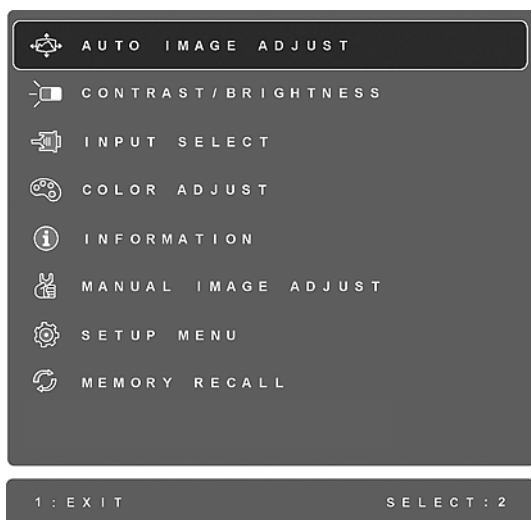 AUTO IMAGE ADJUST
CONTRAST/BRIGHTNESS
INPUT SELECT
COLOR ADJUST
INFORMATION
MANUAL IMAGE ADJUST
SETUP MENU
MEMORY RECALL
1:EXIT SELECT:2